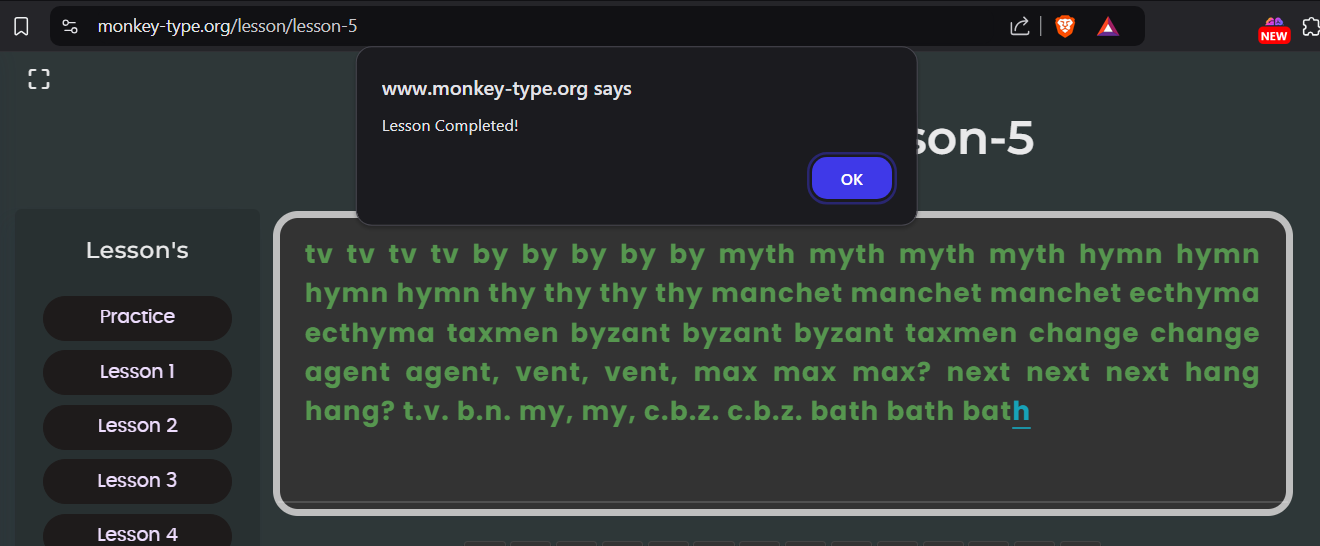 monkey-type.org/lesson/lesson-5
NEW
www.monkey-type.org says
Lesson Completed!
OK
son-5
Lesson's
Practice
Lesson 1
Lesson 2
Lesson 3
Lesson 4
tv tv tv tv by by by by by myth myth myth myth hymn hymn
hymn hymn thy thy thy thy manchet manchet manchet ecthyma
ecthyma taxmen byzant byzant byzant taxmen change change
agent agent, vent, vent, max max max? next next next hang
hang? t.v. b.n. my, my, c.b.z. c.b.z. bath bath bath